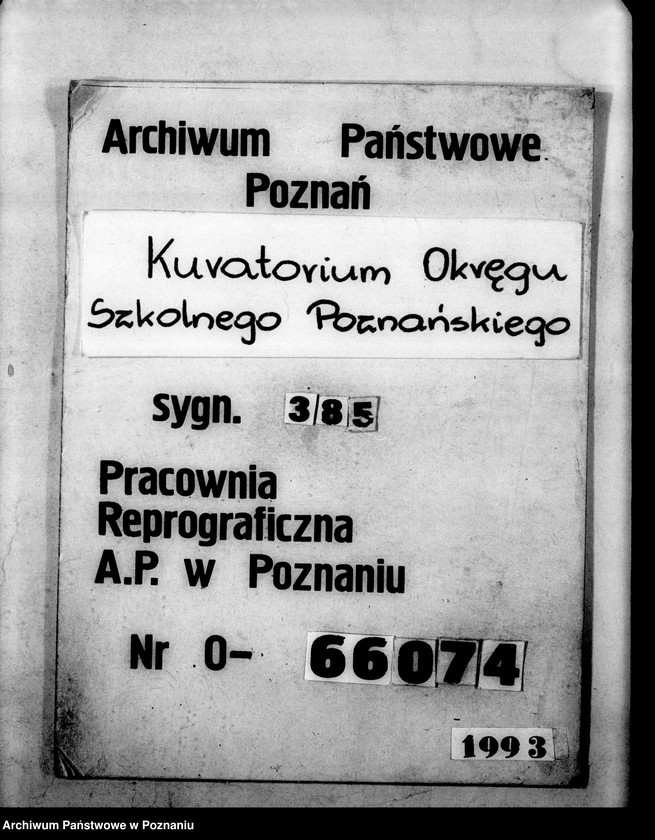 Archiwum Państwowe
Poznań
Kuratorium Okręgu
Szkolnego Poznańskiego
sygn. 385
Pracownia
Reprograficzna
A.P. w Poznaniu
Nr 0- 66074
1993
Archiwum Państwowe w Poznaniu